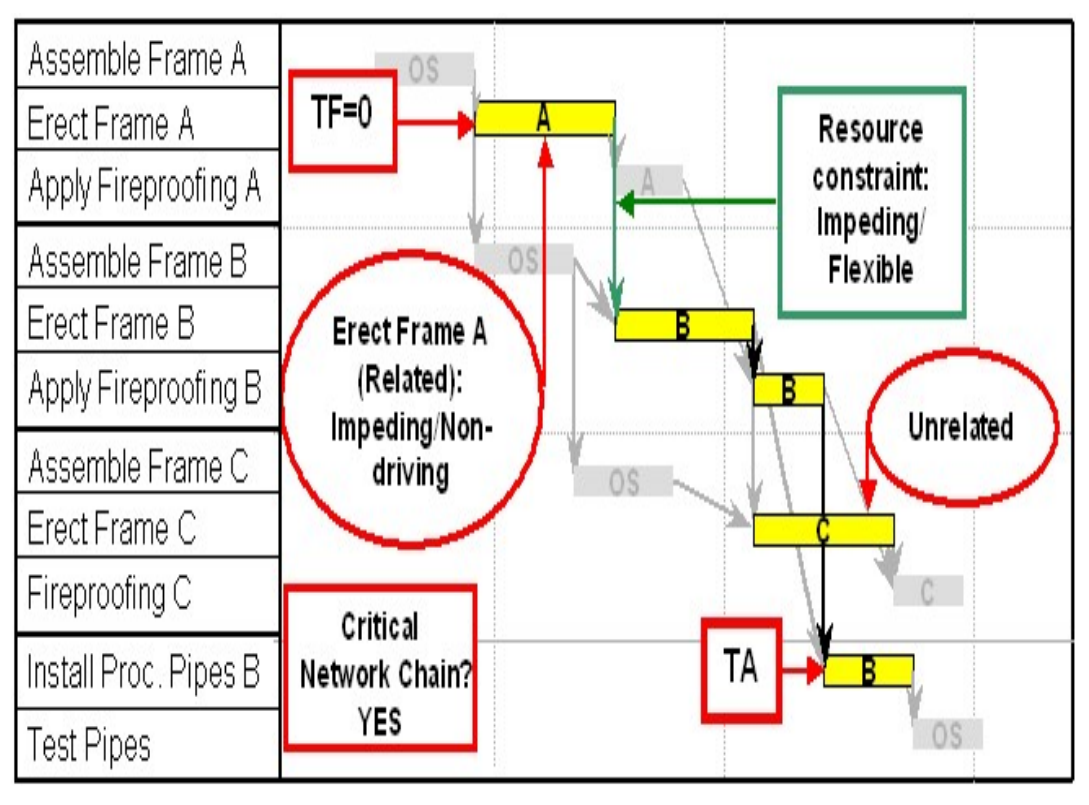 Assemble Frame A
OS
Erect Frame A
TF=0
A
Apply Fireproofing A
A
Resource
constraint:
Impeding/
Flexible
Assemble Frame B
OS
Erect Frame B
B
Erect Frame A
(Related):
Impeding/Non-
driving
Apply Fireproofing B
B
Unrelated
Assemble Frame C
OS
Erect Frame C
C
Fireproofing C
C
Critical
Network Chain?
YES
Install Proc. Pipes B
TA
B
Test Pipes
OS